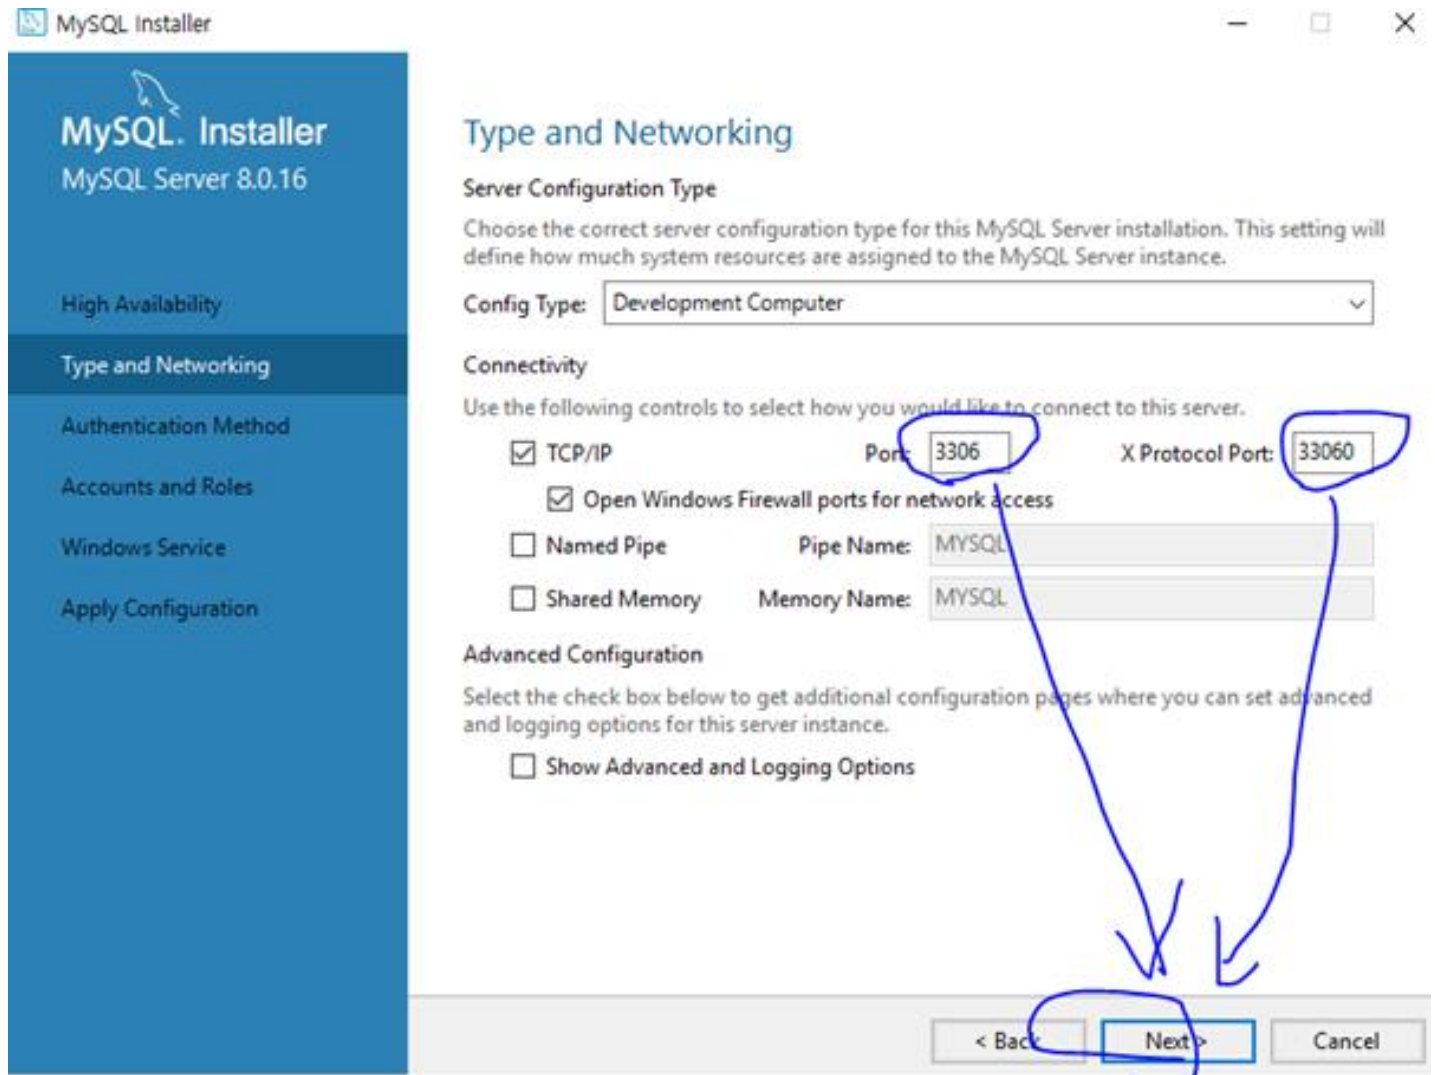 MySQL Installer
MySQL. Installer
MySQL Server 8.0.16
High Availability
Type and Networking
Authentication Method
Accounts and Roles
Windows Service
Apply Configuration
Type and Networking
Server Configuration Type
Choose the correct server configuration type for this MySQL Server installation. This setting will
define how much system resources are assigned to the MySQL Server instance.
Config Type: Development Computer
Connectivity
Use the following controls to select how you would like to connect to this server.
TCP/IP Port: 3306 X Protocol Port: 33060
Open Windows Firewall ports for network access
Named Pipe Pipe Name: MYSQL
Shared Memory Memory Name: MYSQL
Advanced Configuration
Select the check box below to get additional configuration pages where you can set advanced
and logging options for this server instance.
Show Advanced and Logging Options
< Back Next > Cancel